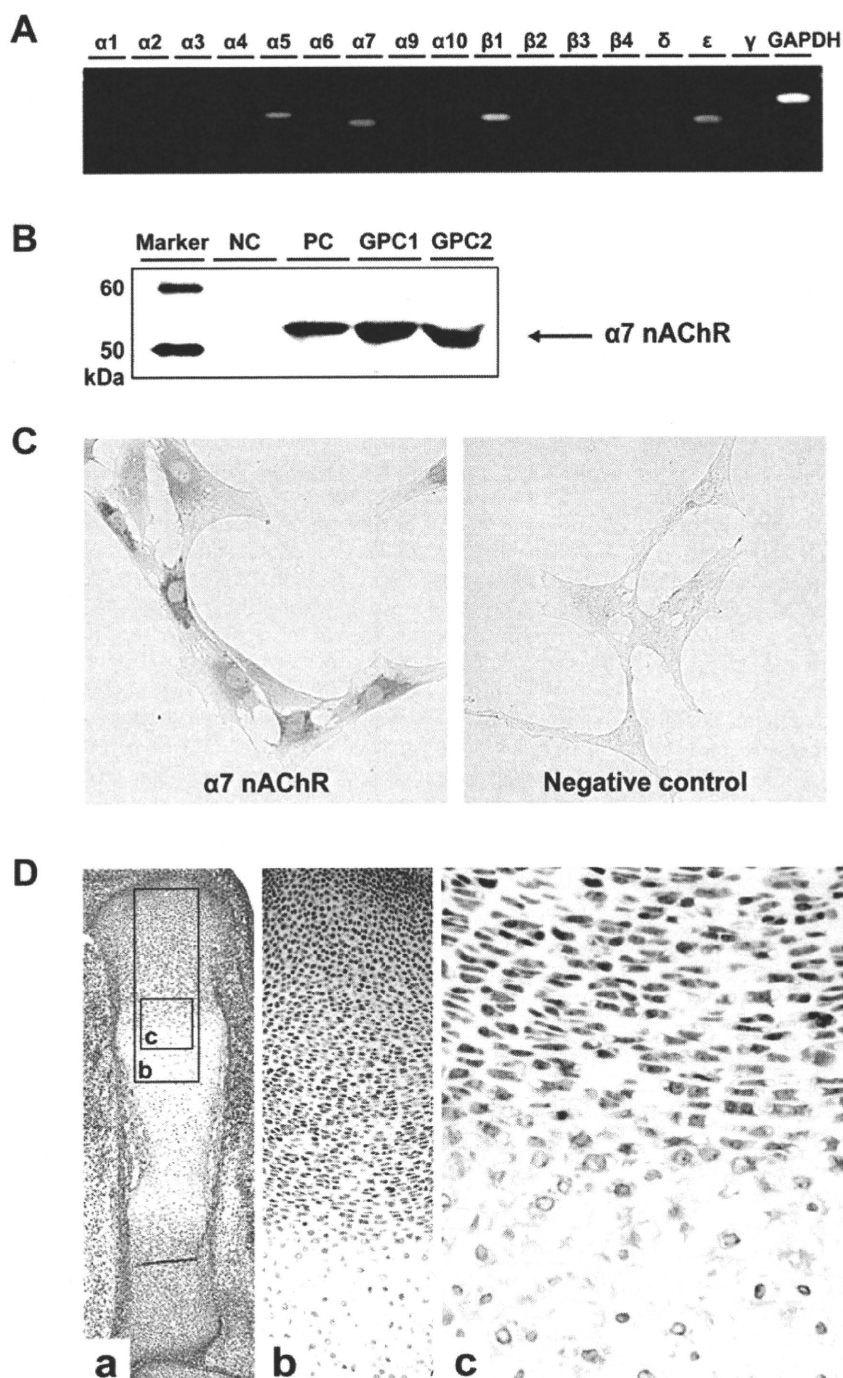 A
α1 α2 α3 α4 α5 α6 α7 α9 α10 β1 β2 β3 β4 δ ε γ GAPDH
B
Marker NC PC GPC1 GPC2
60
50
kDa
α7 nAChR
C
α7 nAChR
Negative control
D
c
b
a
b
c